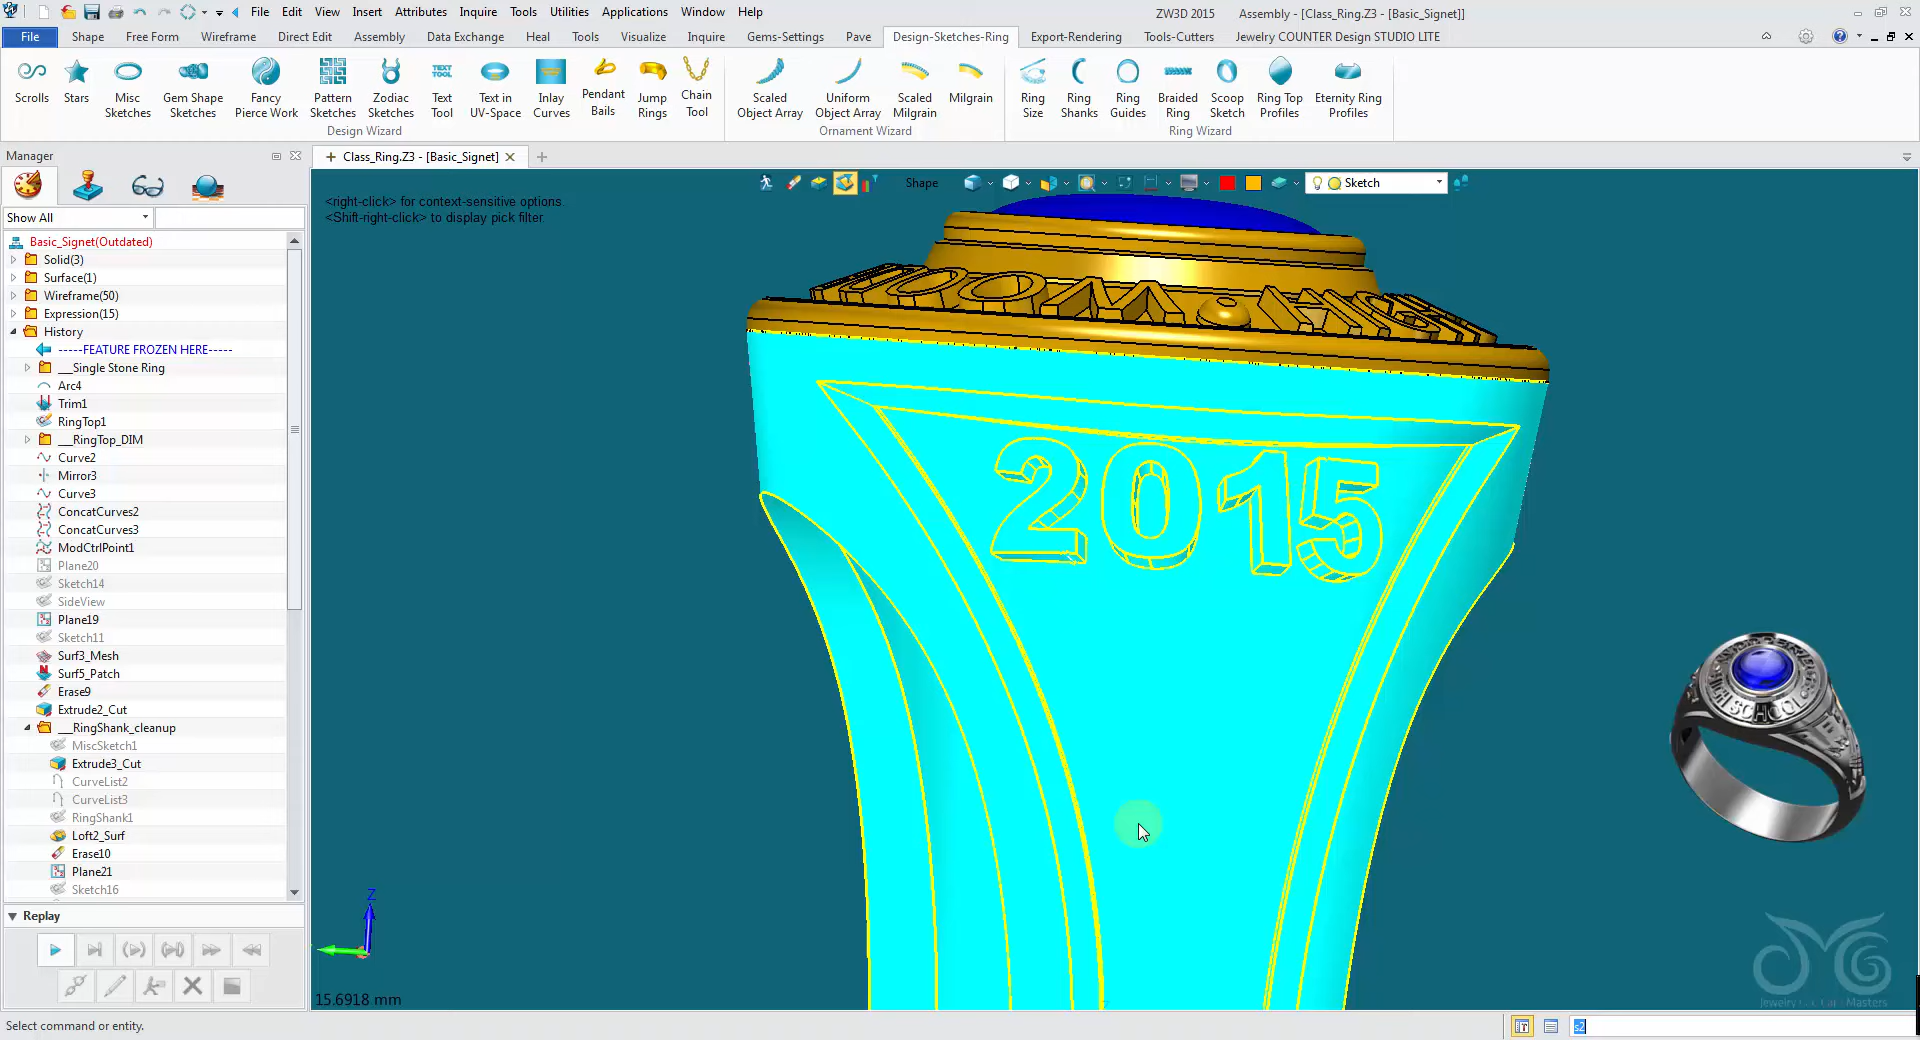 File Edit View Insert Attributes Inquire Tools Utilities Applications Window Help ZW3D 2015 Assembly - [Class_Ring.Z3 - [Basic_Signet]]
File Shape Free Form Wireframe Direct Edit Assembly Data Exchange Heal Tools Visualize Inquire Gems-Settings Pave Design-Sketches-Ring Export-Rendering Tools-Cutters Jewelry COUNTER Design STUDIO LITE
Scrolls Stars Misc Sketches Gem Shape Sketches Fancy Pierce Work Pattern Sketches Zodiac Sketches Text Tool Text in UV-Space Inlay Curves Pendant Bails Jump Rings Chain Tool Scaled Object Array Uniform Object Array Scaled Milgrain Milgrain Ring Size Ring Shanks Ring Guides Braided Ring Scoop Sketch Ring Top Profiles Eternity Ring Profiles
Design Wizard Ornament Wizard Ring Wizard
Manager
Class_Ring.Z3 - [Basic_Signet]
Show All
Shape
Sketch
<right-click> for context-sensitive options.
<Shift-right-click> to display pick filter.
Basic_Signet(Outdated)
Solid(3)
Surface(1)
Wireframe(50)
Expression(15)
History
-----FEATURE FROZEN HERE-----
__Single Stone Ring
Arc4
Trim1
RingTop1
__RingTop_DIM
Curve2
Mirror3
Curve3
ConcatCurves2
ConcatCurves3
ModCtrlPoint1
Plane20
Sketch14
SideView
Plane19
Sketch11
Surf3_Mesh
Surf5_Patch
Erase9
Extrude2_Cut
__RingShank_cleanup
MiscSketch1
Extrude3_Cut
CurveList2
CurveList3
RingShank1
Loft2_Surf
Erase10
Plane21
Sketch16
Replay
2015
HIGH
SCHOOL
Z
15.6918 mm
Jewelry
Masters
Select command or entity.
s2